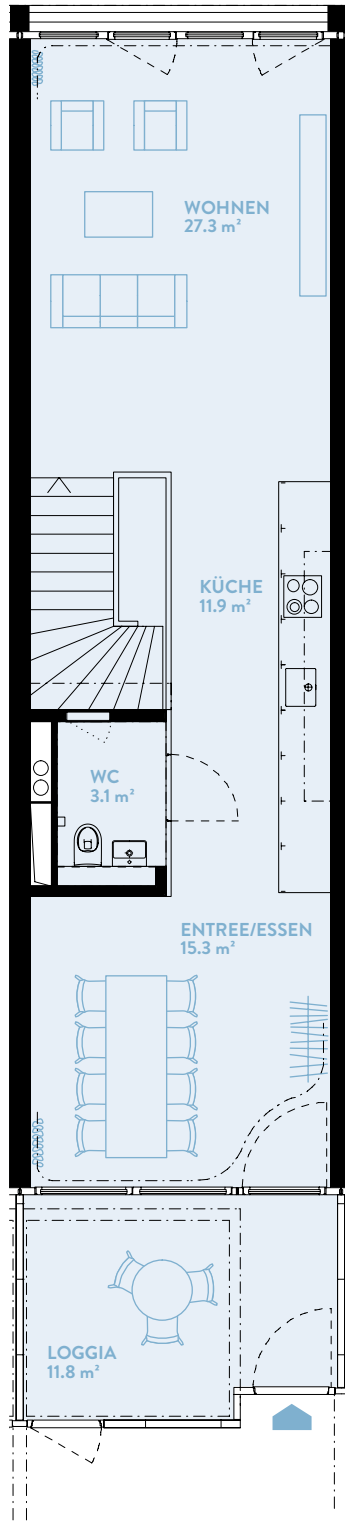 WOHNEN
27.3 m²
KÜCHE
11.9 m²
WC
3.1 m²
ENTREE/ESSEN
15.3 m²
LOGGIA
11.8 m²